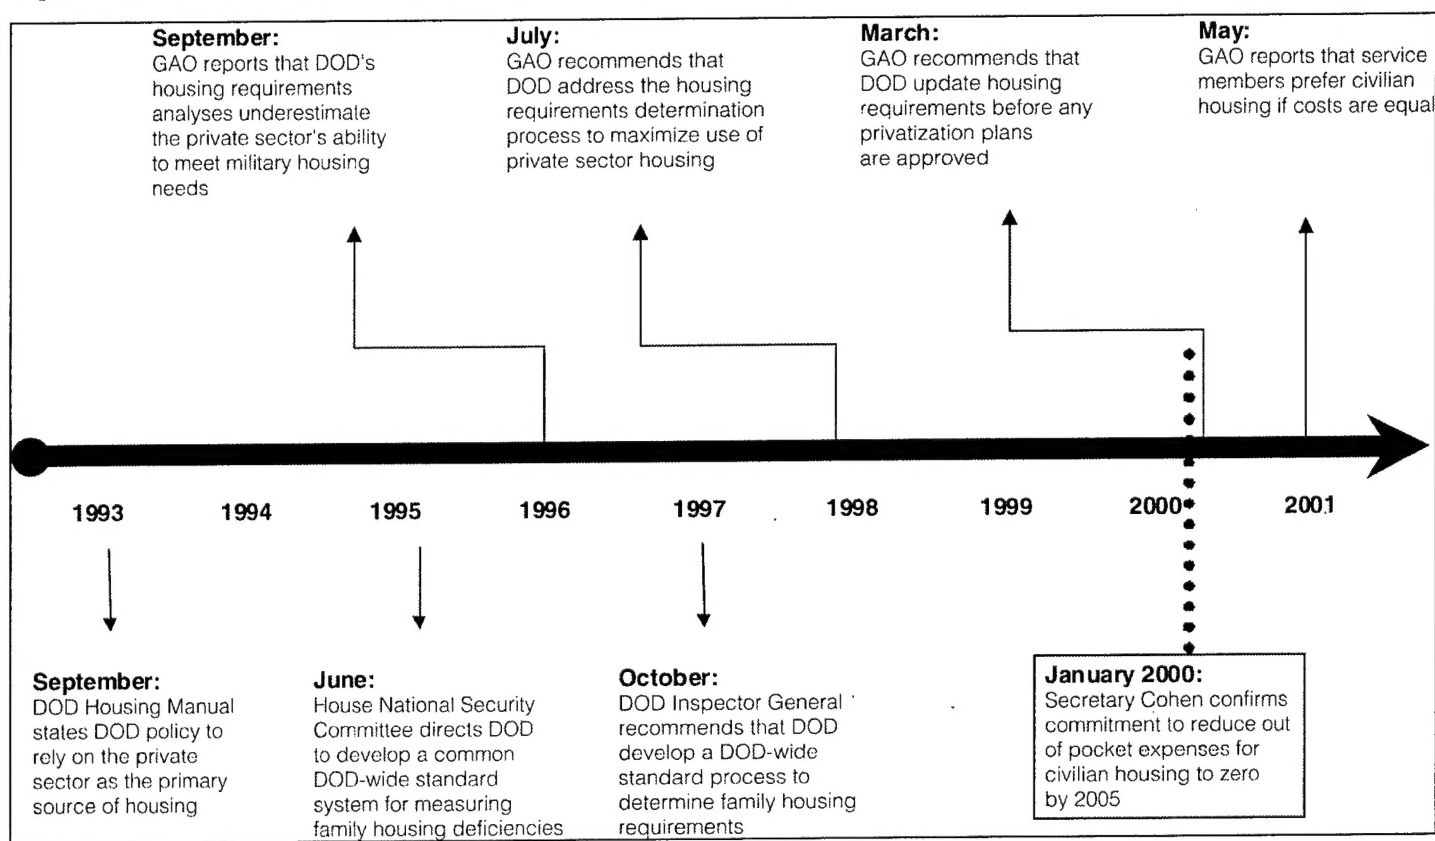 September:
GAO reports that DOD's
housing requirements
analyses underestimate
the private sector's ability
to meet military housing
needs
July:
GAO recommends that
DOD address the housing
requirements determination
process to maximize use of
private sector housing
March:
GAO recommends that
DOD update housing
requirements before any
privatization plans
are approved
May:
GAO reports that service
members prefer civilian
housing if costs are equal
1993
1994
1995
1996
1997
1998
1999
2000
2001
September:
DOD Housing Manual
states DOD policy to
rely on the private
sector as the primary
source of housing
June:
House National Security
Committee directs DOD
to develop a common
DOD-wide standard
system for measuring
family housing deficiencies
October:
DOD Inspector General
recommends that DOD
develop a DOD-wide
standard process to
determine family housing
requirements
January 2000:
Secretary Cohen confirms
commitment to reduce out
of pocket expenses for
civilian housing to zero
by 2005